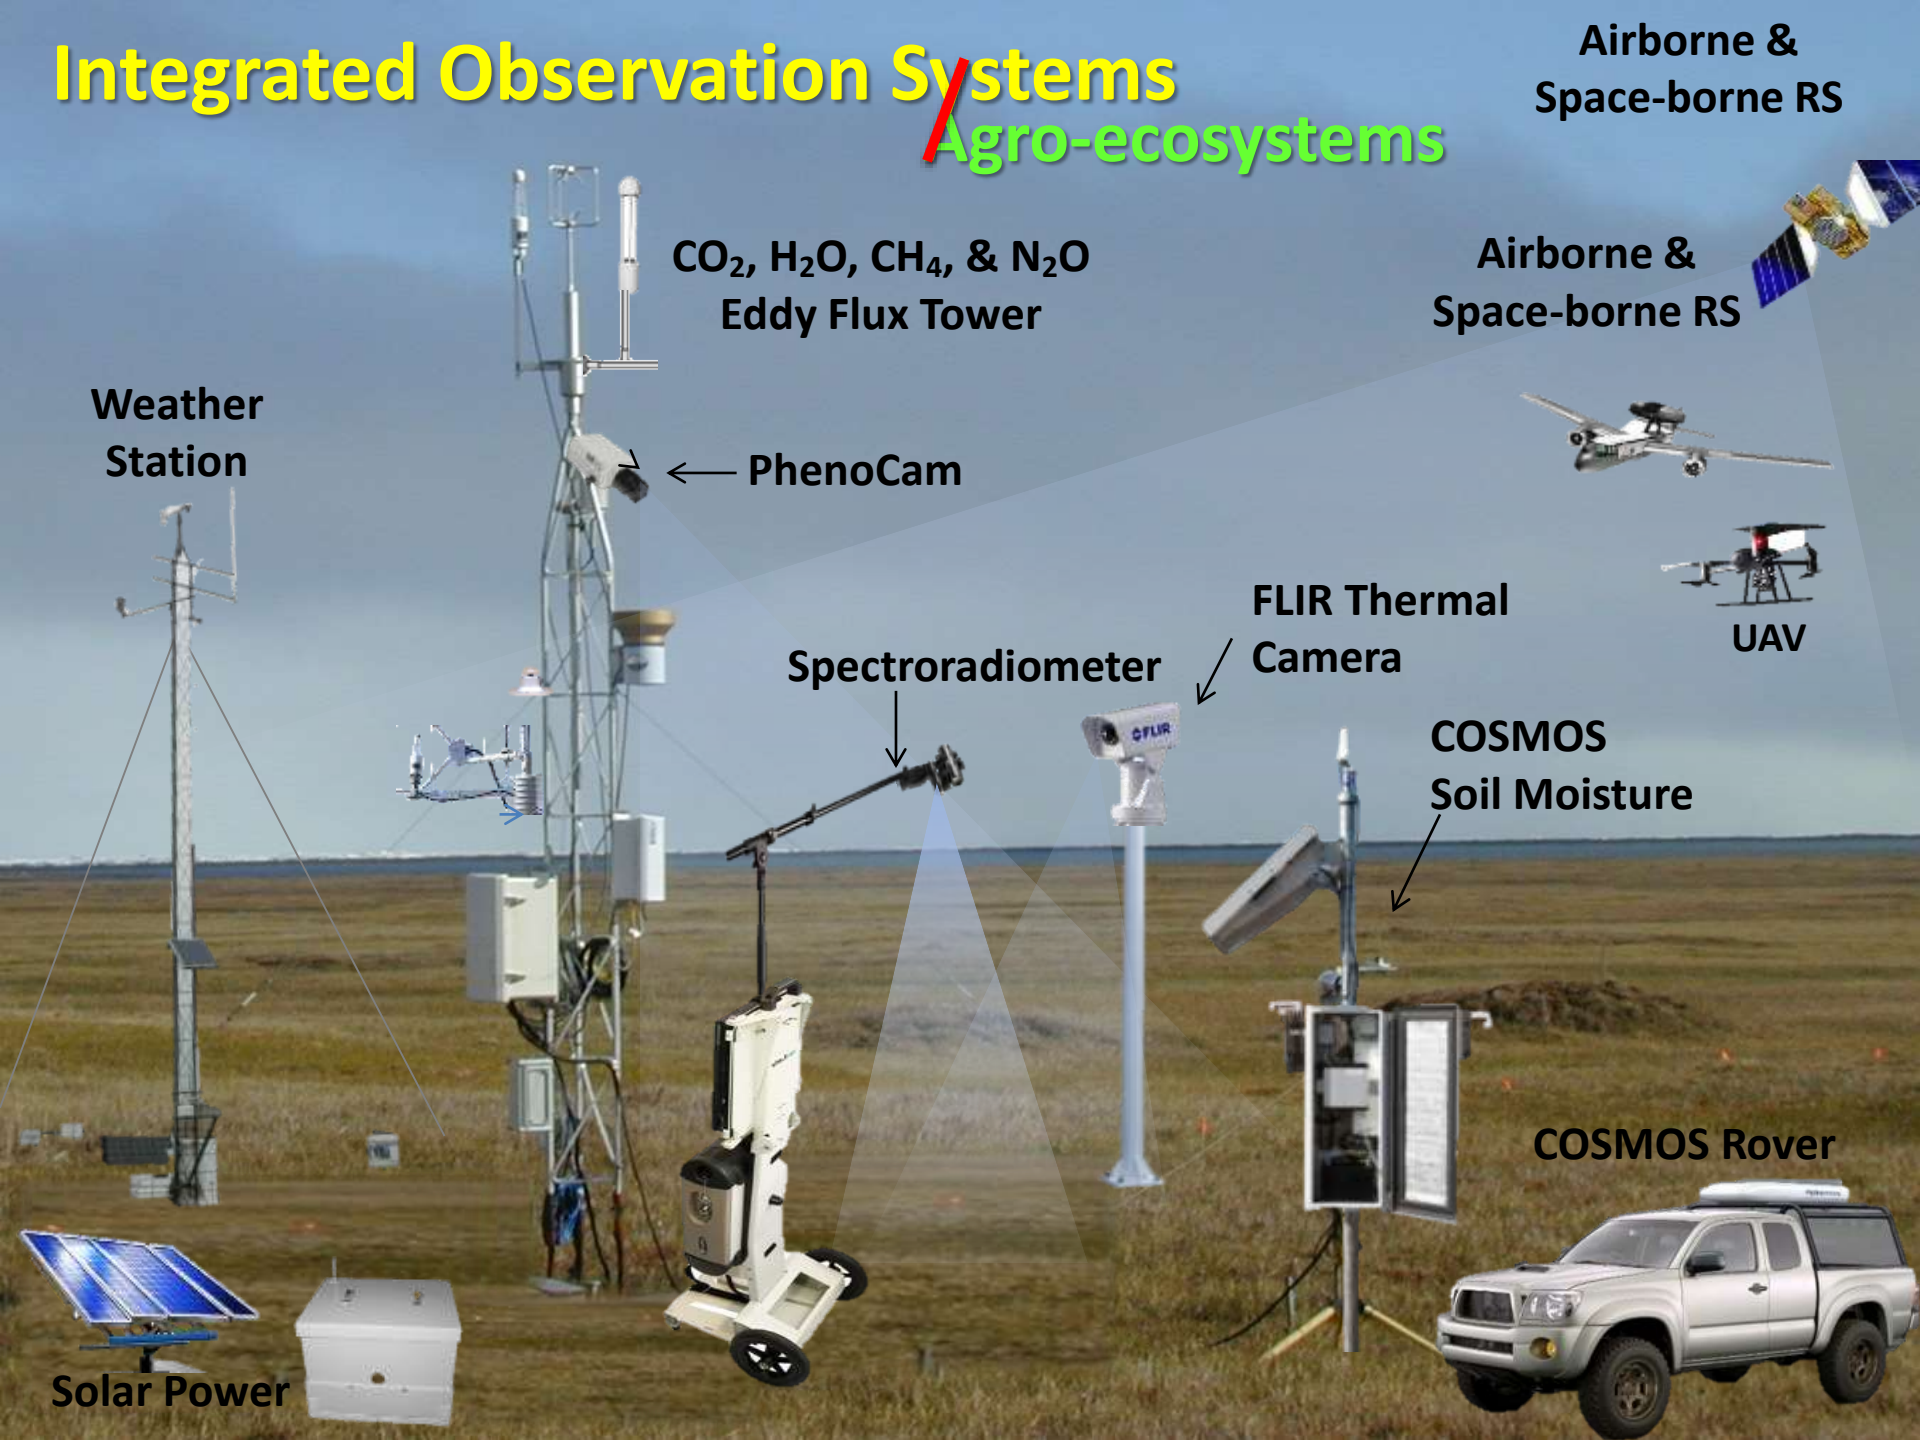 Integrated Observation Systems
Agro-ecosystems
Airborne &
Space-borne RS
CO₂, H₂O, CH₄, & N₂O
Eddy Flux Tower
Airborne &
Space-borne RS
Weather
Station
PhenoCam
FLIR Thermal
Camera
UAV
Spectroradiometer
FLIR
COSMOS
Soil Moisture
COSMOS Rover
Solar Power